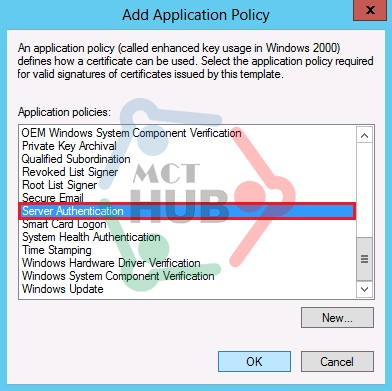 Add Application Policy
x
An application policy (called enhanced key usage in Windows 2000)
defines how a certificate can be used. Select the application policy required
for valid signatures of certificates issued by this template.
Application policies:
OEM Windows System Component Verification
Private Key Archival
Qualified Subordination
Revoked List Signer
Root List Signer
Secure Email
Server Authentication
Smart Card Logon
System Health Authentication
Time Stamping
Windows Hardware Driver Verification
Windows System Component Verification
Windows Update
MCT
HUB
New...
OK
Cancel